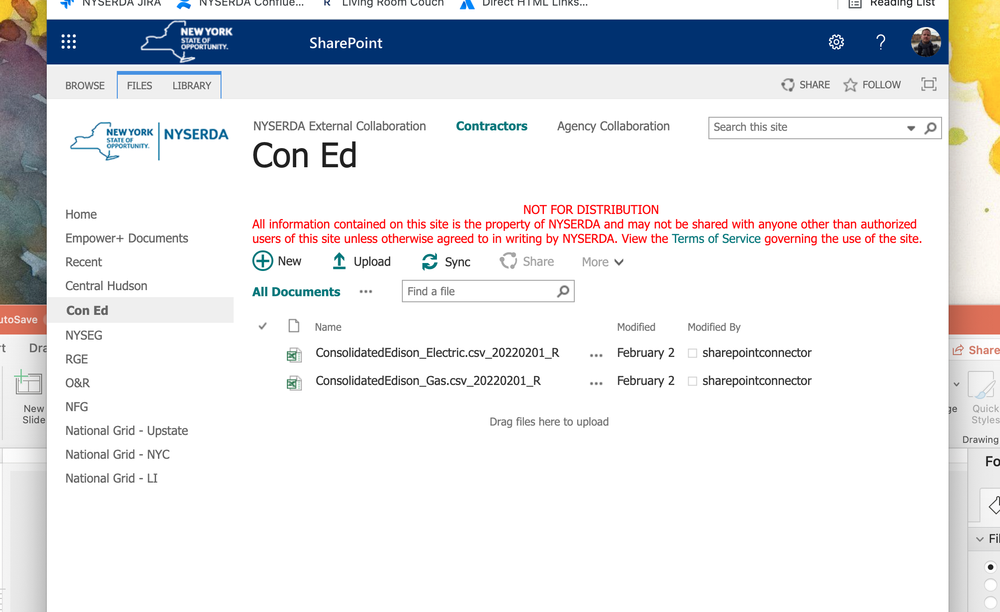 NYSERDA JIRA
NYSERDA Conflue...
R
Living Room Couch
Direct HTML Links...
Reading List
NEW YORK
STATE OF
OPPORTUNITY.
SharePoint
BROWSE
FILES
LIBRARY
SHARE
FOLLOW
NEW YORK
STATE OF
OPPORTUNITY.
NYSERDA
NYSERDA External Collaboration
Contractors
Agency Collaboration
Search this site
Con Ed
Home
Empower+ Documents
Recent
Central Hudson
Con Ed
NYSEG
RGE
O&R
NFG
National Grid - Upstate
National Grid - NYC
National Grid - LI
NOT FOR DISTRIBUTION
All information contained on this site is the property of NYSERDA and may not be shared with anyone other than authorized
users of this site unless otherwise agreed to in writing by NYSERDA. View the Terms of Service governing the use of the site.
New
Upload
Sync
Share
More
All Documents
...
Find a file
Name
Modified
Modified By
ConsolidatedEdison_Electric.csv_20220201_R
...
February 2
sharepointconnector
ConsolidatedEdison_Gas.csv_20220201_R
...
February 2
sharepointconnector
Drag files here to upload
utoSave
t
Dra
New
Slide
Share
ge
Quick
Styles
Drawing
Fo
Fil